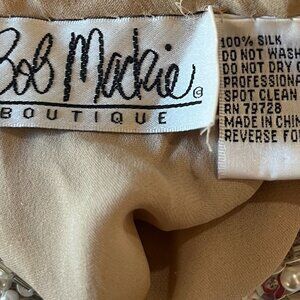 Bob Mackie ©
BOUTIQUE
100% SILK
DO NOT WASH
DO NOT DRY
PROFESSION
SPOT CLEAN
RN 79728
MADE IN CHIN
REVERSE FO